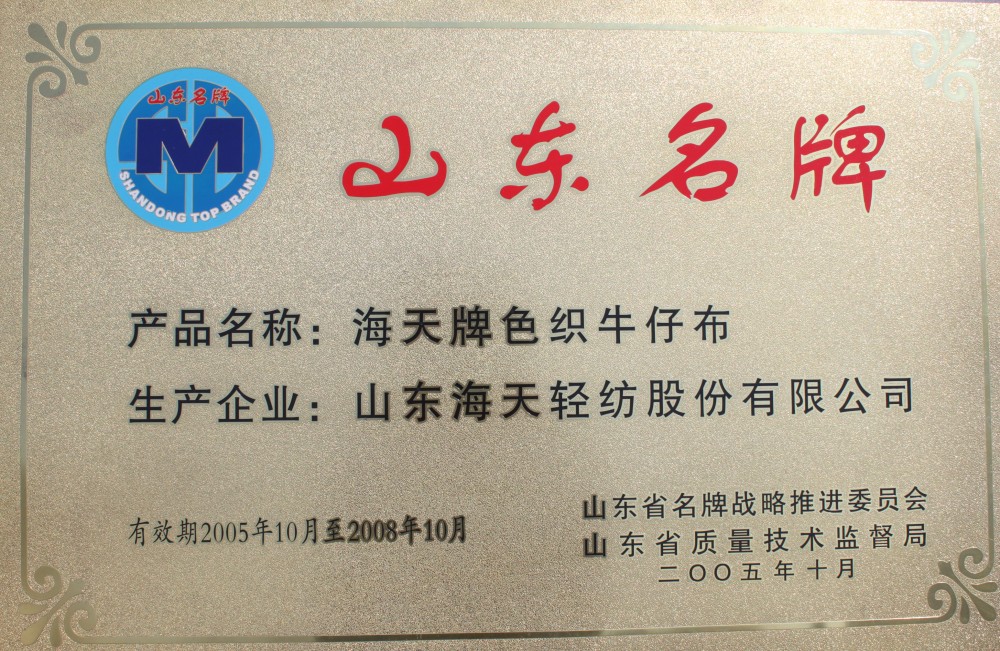 山东名牌
M
SHANDONG TOP BRAND
山东名牌
产品名称：海天牌色织牛仔布
生产企业：山东海天轻纺股份有限公司
有效期2005年10月至2008年10月
山东省名牌战略推进委员会
山东省质量技术监督局
二〇〇五年十月